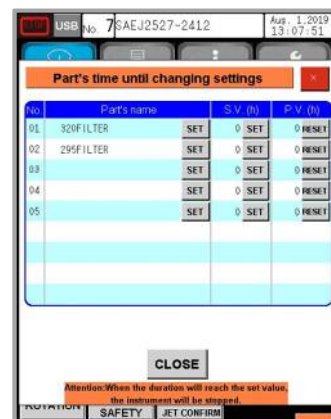 USB No. 7 SAEJ2527-2412 Aug. 1.2019
13:07:51
Part's time until changing settings ×
No. Part's name S.V. (h) P.V. (h)
01 320FILTER SET 0 SET 0 RESET
02 295FILTER SET 0 SET 0 RESET
03 SET 0 SET 0 RESET
04 SET 0 SET 0 RESET
05 SET 0 SET 0 RESET
CLOSE
Attention:When the duration will reach the set value,
the instrument will be stopped.
ROTATION SAFETY JET CONFIRM